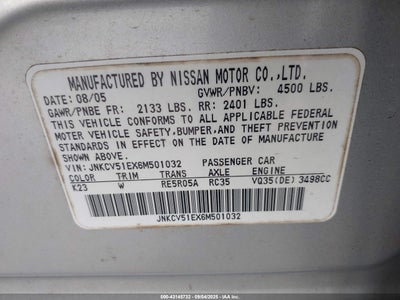 MANUFACTURED BY NISSAN MOTOR CO.,LTD.
DATE: 08/05 GVWR/PNBV: 4500 LBS.
GAWR/PNBE FR: 2133 LBS. RR: 2401 LBS.
THIS VEHICLE CONFORMS TO ALL APPLICABLE FEDERAL
MOTOR VEHICLE SAFETY, BUMPER, AND THEFT PREVENTION
STANDARDS IN EFFECT ON THE DATE OF MANUFACTURE
SHOWN ABOVE.
VIN: JNKCV51EX6M501032 PASSENGER CAR
COLOR TRIM TRANS AXLE ENGINE
K23 W RE5R05A RC35 VQ35(DE) 3498CC
JNKCV51EX6M501032
000-43145732 - 09/04/2025 - IAAI.COM